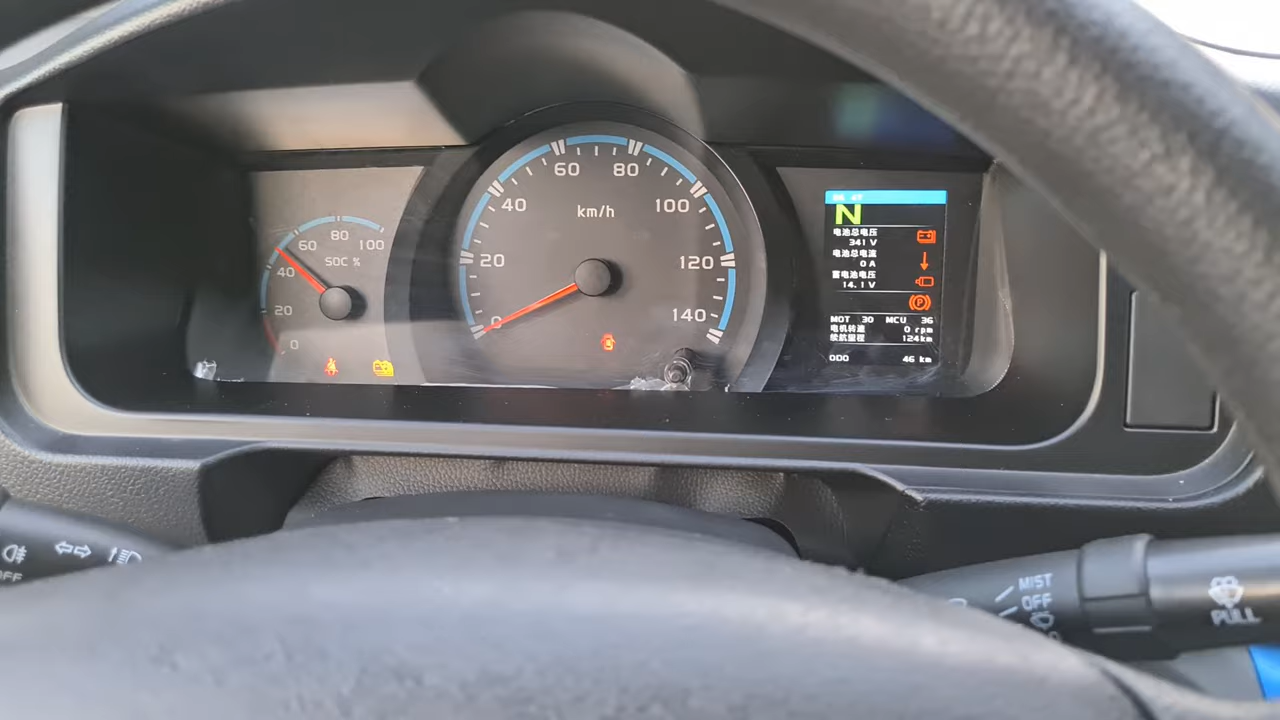 0
20
40
60
80
100
SOC %
0
20
40
60
80
100
120
140
km/h
N
电池总电压
341 V
电池总电流
0 A
蓄电池电压
14.1 V
P
MOT 30 MCU 36
电机转速 0 rpm
续航里程 124km
ODO 46 km
OFF
MIST
OFF
PULL